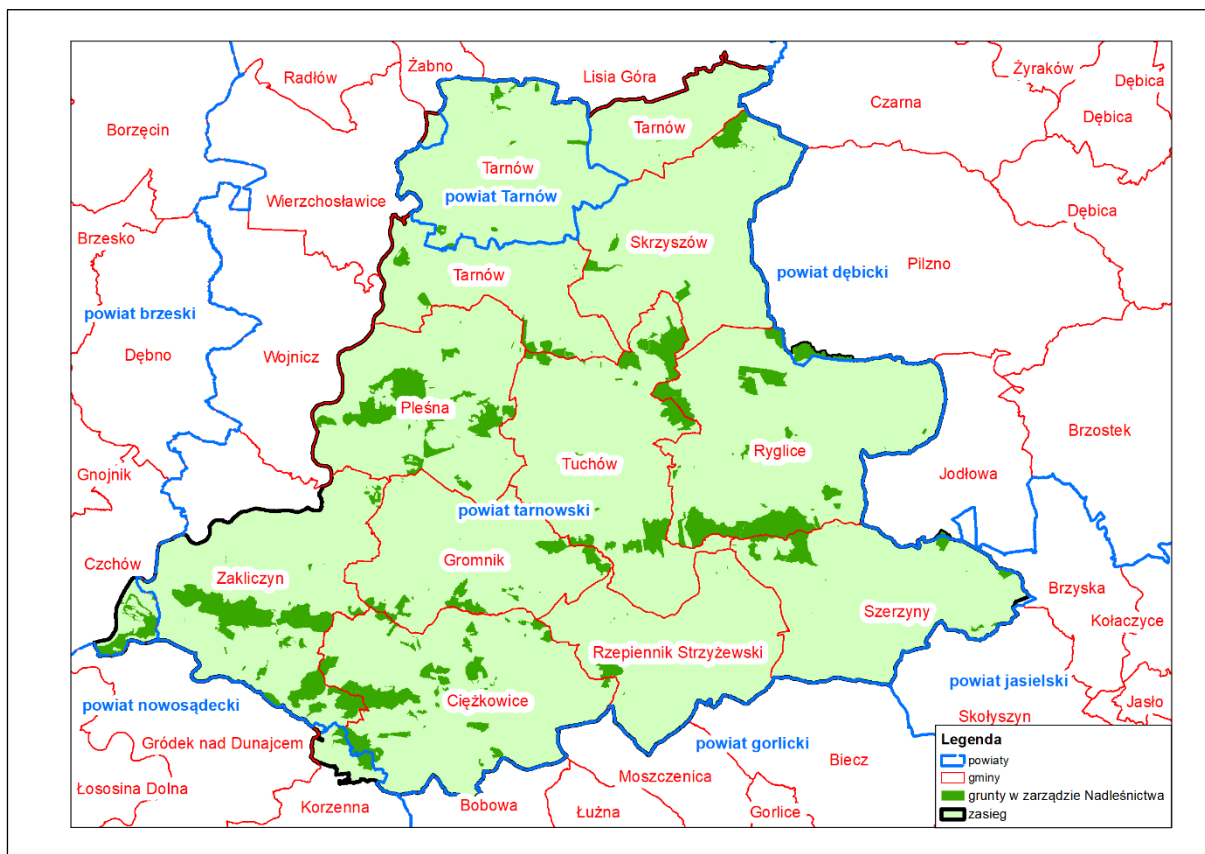 Żabno
Lisia Góra
Żyraków
Dębica
Radłów
Czarna
Dębica
Borzęcin
Tarnów
Tarnów
powiat Tarnów
Wierzchosławice
Dębica
Brzesko
Skrzyszów
Pilzno
powiat dębicki
Tarnów
powiat brzeski
Dębno
Wojnicz
Pleśna
Brzostek
Ryglice
Tuchów
Gnojnik
Jodłowa
powiat tarnowski
Czchów
Gromnik
Zakliczyn
Brzyska
Szerzyny
Kołaczyce
Rzepiennik Strzyżewski
powiat jasielski
Ciężkowice
Jasło
powiat nowosądecki
Skołyszyn
powiat gorlicki
Gródek nad Dunajcem
Biecz
Moszczenica
Łososina Dolna
Korzenna
Bobowa
Łużna
Gorlice
Legenda
powiaty
gminy
grunty w zarządzie Nadleśnictwa
zasieg